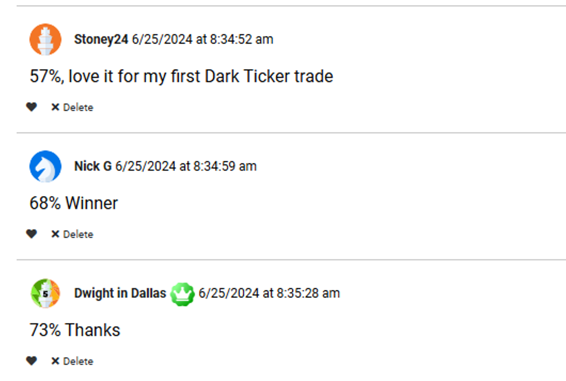 Stoney24 6/25/2024 at 8:34:52 am
57%, love it for my first Dark Ticker trade
Delete
Nick G 6/25/2024 at 8:34:59 am
68% Winner
Delete
Dwight in Dallas 6/25/2024 at 8:35:28 am
73% Thanks
Delete